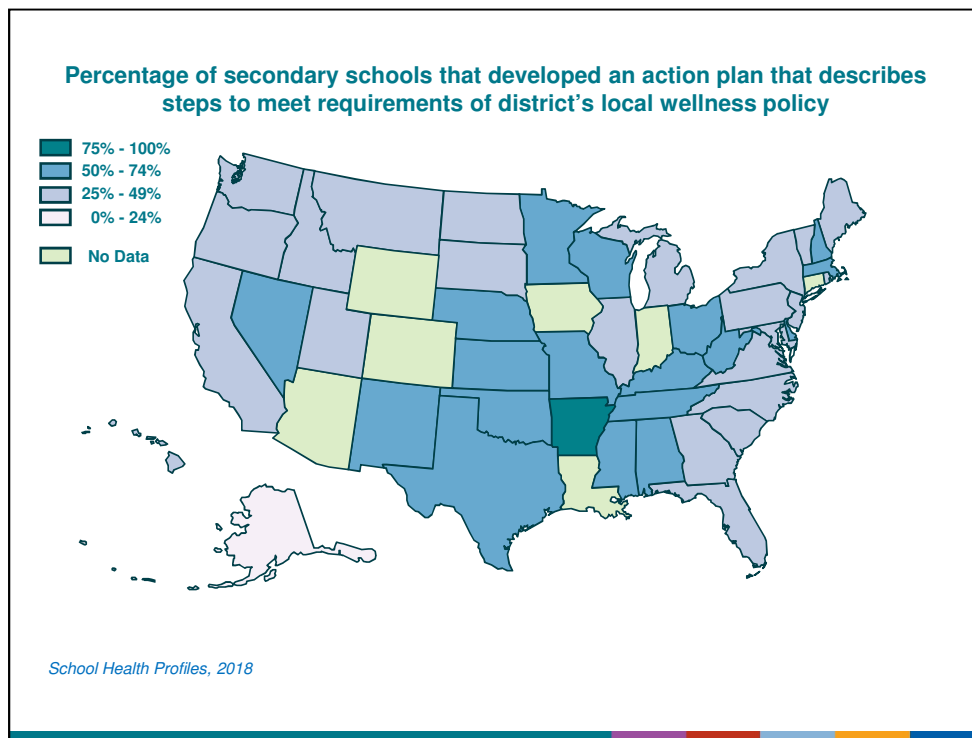 Percentage of secondary schools that developed an action plan that describes
steps to meet requirements of district’s local wellness policy
75% - 100%
50% - 74%
25% - 49%
0% - 24%
No Data
School Health Profiles, 2018